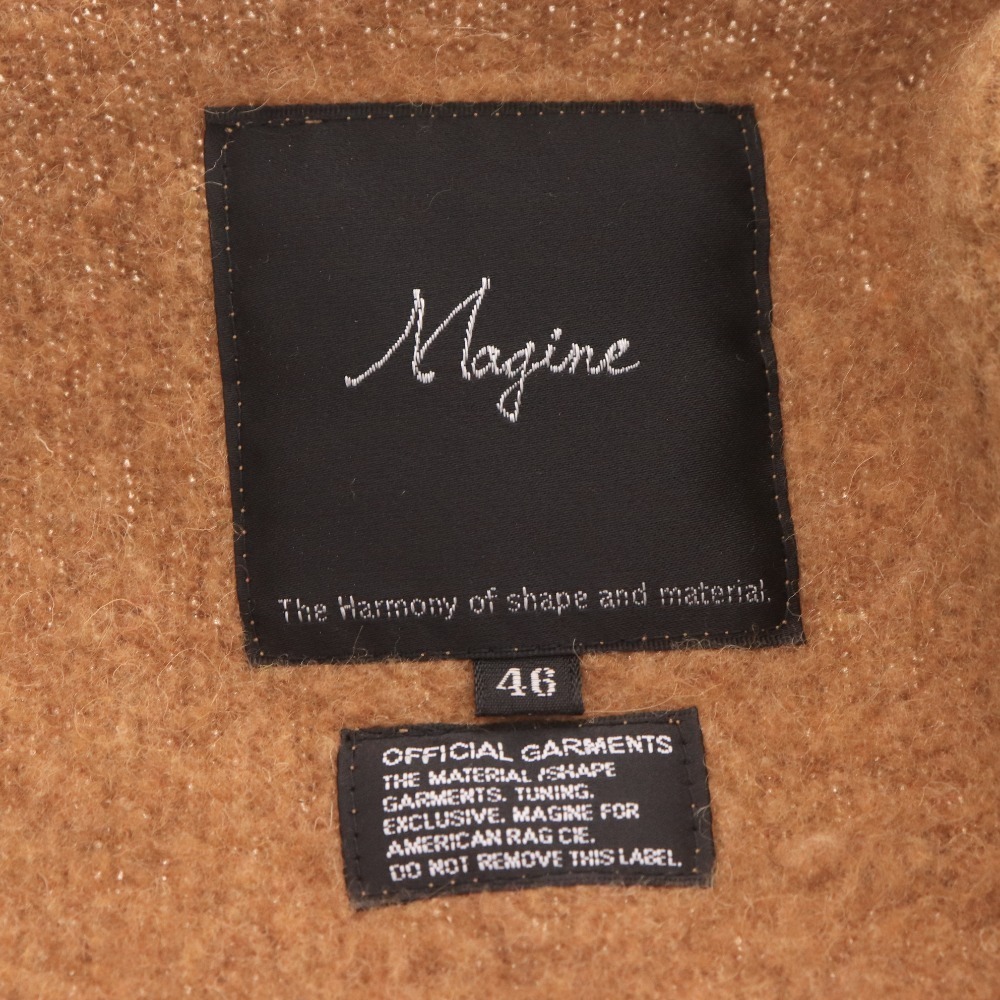 Magine
The Harmony of shape and material.
46
OFFICIAL GARMENTS
THE MATERIAL /SHAPE
GARMENTS. TUNING.
EXCLUSIVE. MAGINE FOR
AMERICAN RAG CIE.
DO NOT REMOVE THIS LABEL.